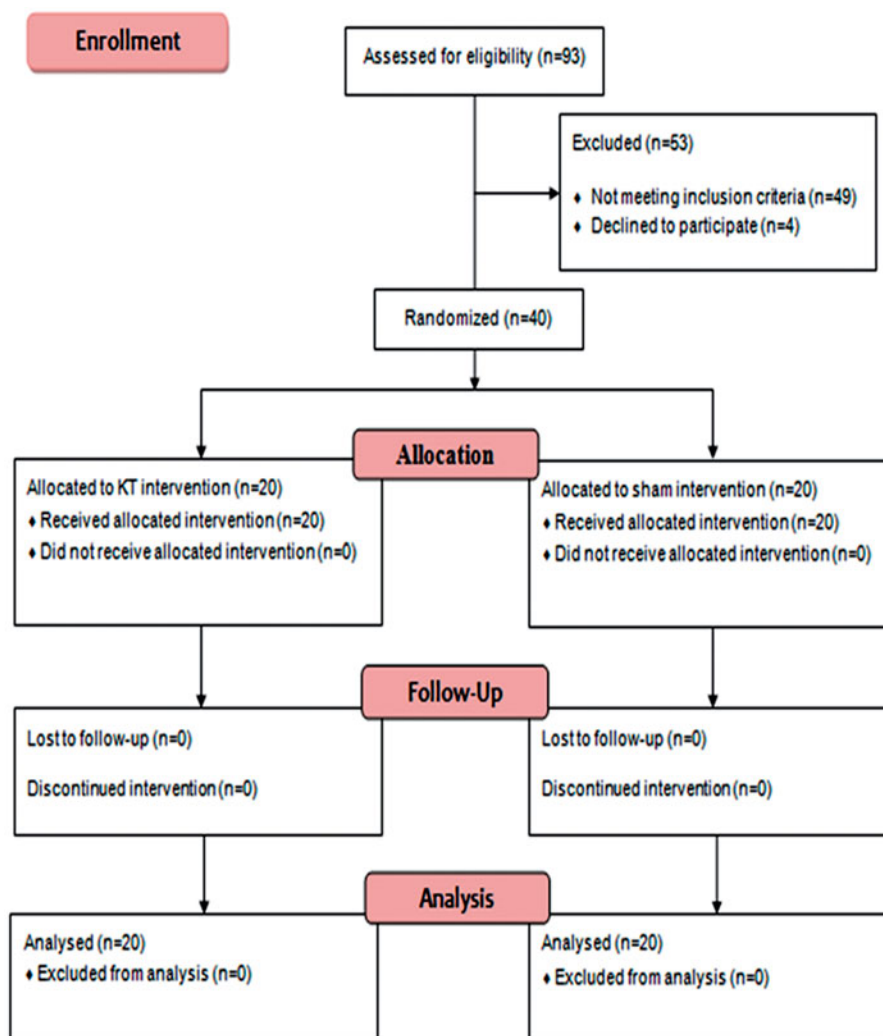 Enrollment
Assessed for eligibility (n=93)
Excluded (n=53)
♦ Not meeting inclusion criteria (n=49)
♦ Declined to participate (n=4)
Randomized (n=40)
Allocation
Allocated to KT intervention (n=20)
♦ Received allocated intervention (n=20)
♦ Did not receive allocated intervention (n=0)
Allocated to sham intervention (n=20)
♦ Received allocated intervention (n=20)
♦ Did not receive allocated intervention (n=0)
Follow-Up
Lost to follow-up (n=0)
Discontinued intervention (n=0)
Lost to follow-up (n=0)
Discontinued intervention (n=0)
Analysis
Analysed (n=20)
♦ Excluded from analysis (n=0)
Analysed (n=20)
♦ Excluded from analysis (n=0)